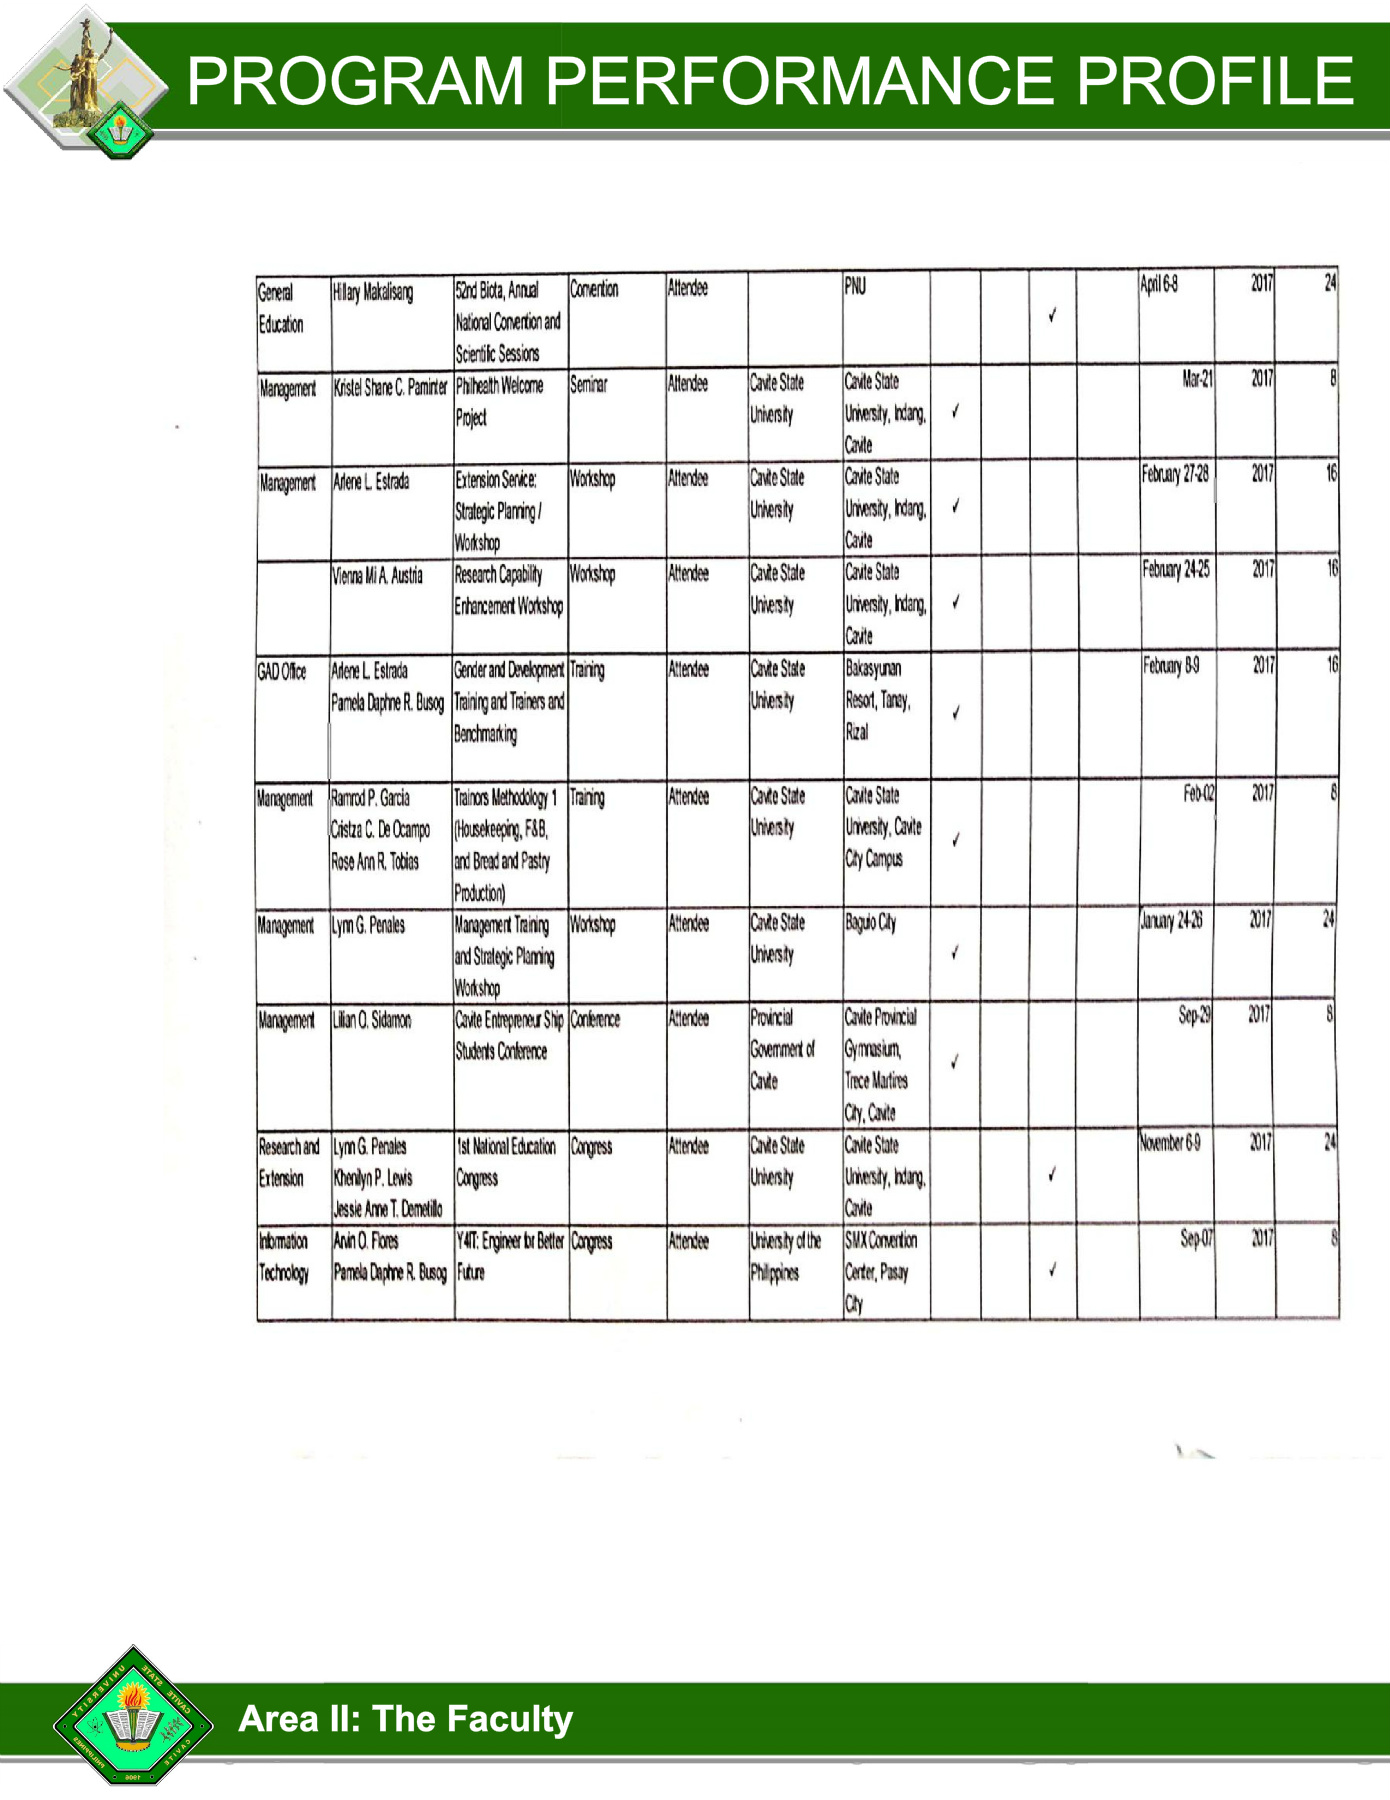 PROGRAM PERFORMANCE PROFILE
General Education | Hillary Makalisang | 52nd Biota, Annual National Convention and Scientific Sessions | Convention | Attendee | | PNU | | | ✓ | | April 6-8 | 2017 | 24
Management | Kristel Shane C. Paminter | Philhealth Welcome Project | Seminar | Attendee | Cavite State University | Cavite State University, Indang, Cavite | ✓ | | | | Mar-21 | 2017 | 8
Management | Arlene L. Estrada | Extension Service: Strategic Planning / Workshop | Workshop | Attendee | Cavite State University | Cavite State University, Indang, Cavite | ✓ | | | | February 27-28 | 2017 | 16
| Vienna Mi A. Austria | Research Capability Enhancement Workshop | Workshop | Attendee | Cavite State University | Cavite State University, Indang, Cavite | ✓ | | | | February 24-25 | 2017 | 16
GAD Office | Arlene L. Estrada Pamela Daphne R. Busog | Gender and Development Training and Trainers and Benchmarking | Training | Attendee | Cavite State University | Bakasyunan Resort, Tanay, Rizal | ✓ | | | | February 8-9 | 2017 | 16
Management | Ramrod P. Garcia Cristza C. De Ocampo Rose Ann R. Tobias | Trainors Methodology 1 (Housekeeping, F&B, and Bread and Pastry Production) | Training | Attendee | Cavite State University | Cavite State University, Cavite City Campus | ✓ | | | | Feb-02 | 2017 | 8
Management | Lynn G. Penales | Management Training and Strategic Planning Workshop | Workshop | Attendee | Cavite State University | Baguio City | ✓ | | | | January 24-26 | 2017 | 24
Management | Lilian O. Sidamon | Cavite Entrepreneur Ship Students Conference | Conference | Attendee | Provincial Government of Cavite | Cavite Provincial Gymnasium, Trece Martires City, Cavite | ✓ | | | | Sep-29 | 2017 | 8
Research and Extension | Lynn G. Penales Khenilyn P. Lewis Jessie Anne T. Demetillo | 1st National Education Congress | Congress | Attendee | Cavite State University | Cavite State University, Indang, Cavite | | | ✓ | | November 6-9 | 2017 | 24
Information Technology | Arvin O. Flores Pamela Daphne R. Busog | Y4IT: Engineer for Better Future | Congress | Attendee | University of the Philippines | SMX Convention Center, Pasay City | | | ✓ | | Sep-07 | 2017 | 8
CAVITE STATE UNIVERSITY
CAVITE 1906 PHILIPPINES
Area II: The Faculty